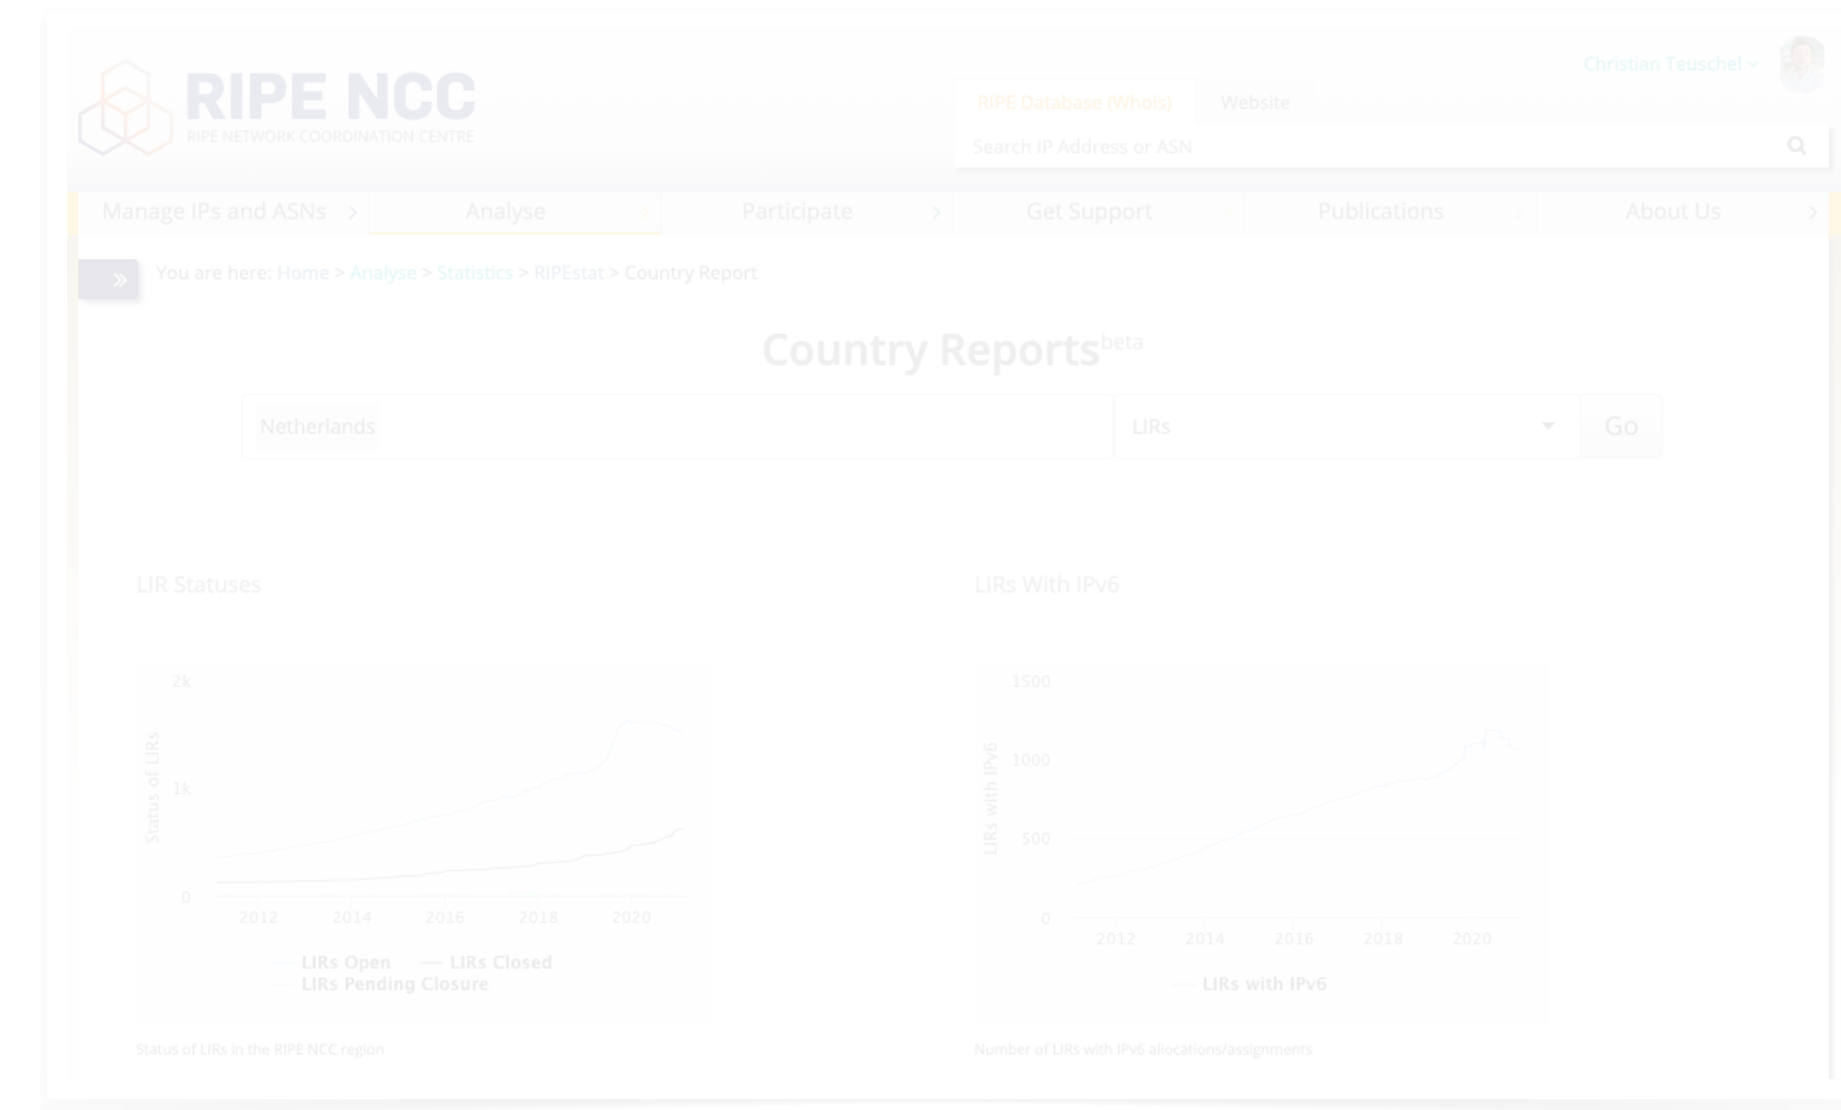 Christian Teuschel
RIPE NCC
RIPE NETWORK COORDINATION CENTRE
RIPE Database (Whois) Website
Search IP Address or ASN
Manage IPs and ASNs > Analyse > Participate > Get Support > Publications > About Us >
» You are here: Home > Analyse > Statistics > RIPEstat > Country Report
Country Reports beta
Netherlands LIRs Go
LIR Statuses
2k
1k
0
Status of LIRs
2012 2014 2016 2018 2020
LIRs Open LIRs Closed
LIRs Pending Closure
Status of LIRs in the RIPE NCC region
LIRs With IPv6
1500
1000
500
0
LIRs with IPv6
2012 2014 2016 2018 2020
LIRs with IPv6
Number of LIRs with IPv6 allocations/assignments